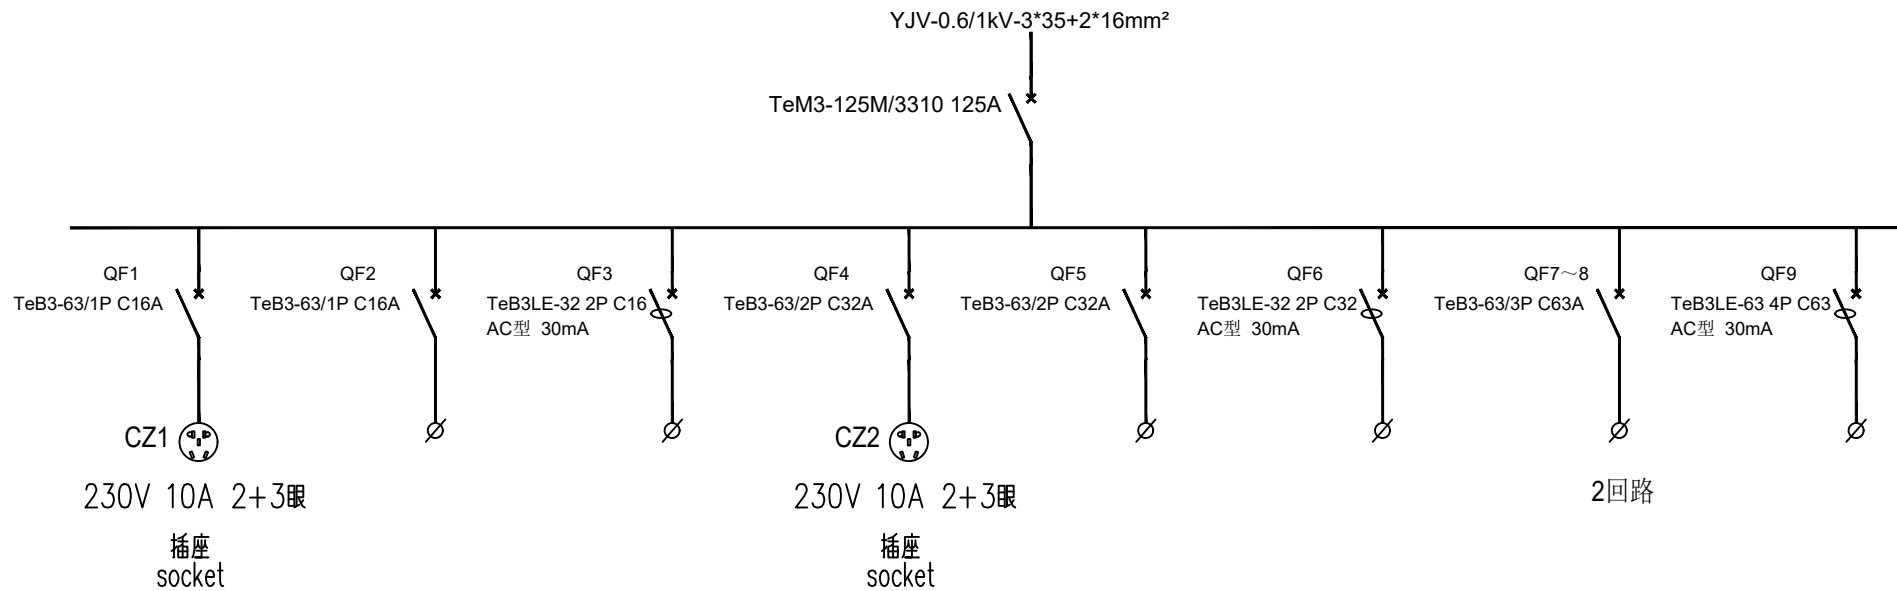 YJV-0.6/1kV-3*35+2*16mm²
TeM3-125M/3310 125A
QF1
TeB3-63/1P C16A
QF2
TeB3-63/1P C16A
QF3
TeB3LE-32 2P C16
AC型 30mA
QF4
TeB3-63/2P C32A
QF5
TeB3-63/2P C32A
QF6
TeB3LE-32 2P C32
AC型 30mA
QF7～8
TeB3-63/3P C63A
QF9
TeB3LE-63 4P C63
AC型 30mA
CZ1
230V 10A 2+3眼
插座
socket
CZ2
230V 10A 2+3眼
插座
socket
2回路